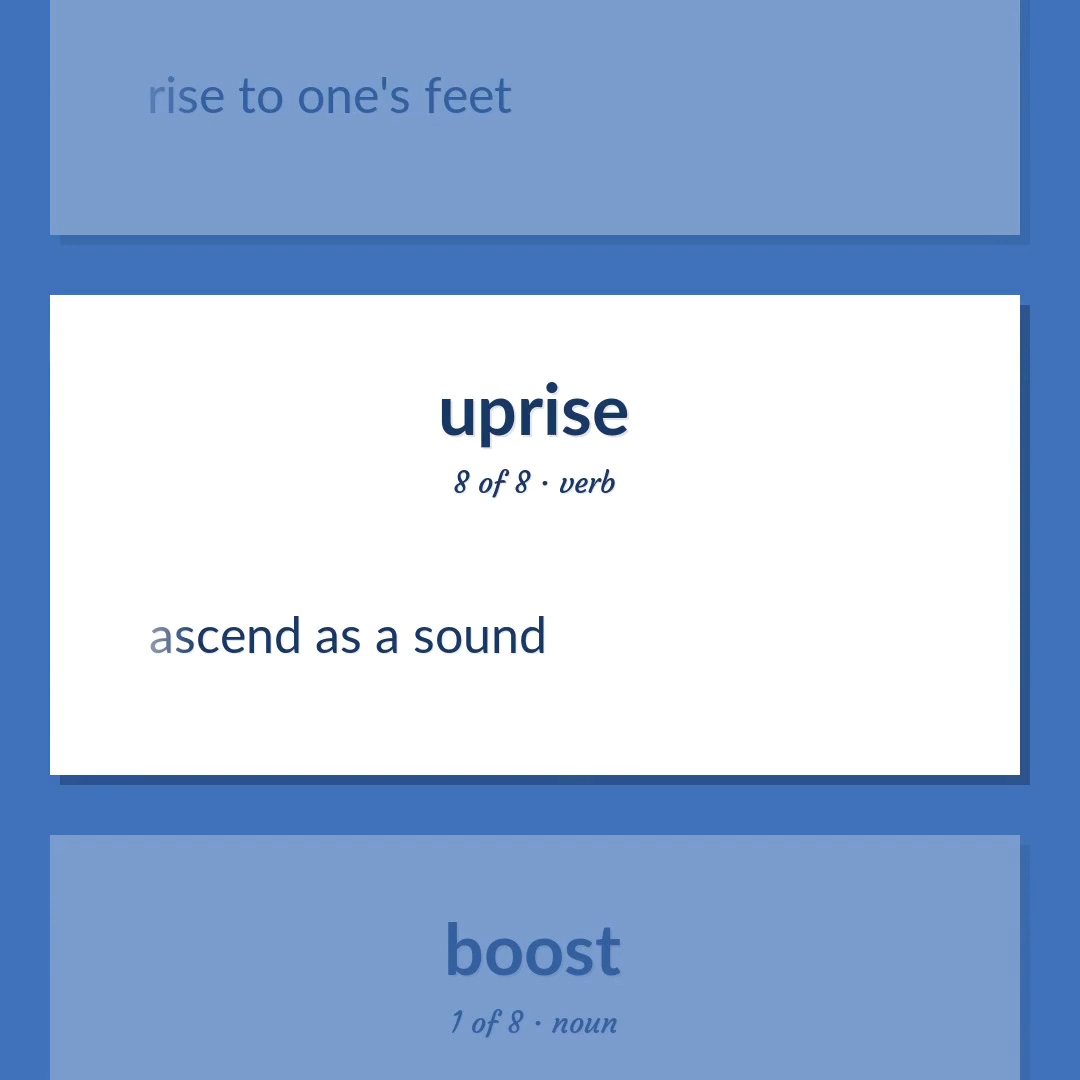 rise to one's feet
uprise
8 of 8 · verb
ascend as a sound
boost
1 of 8 · noun